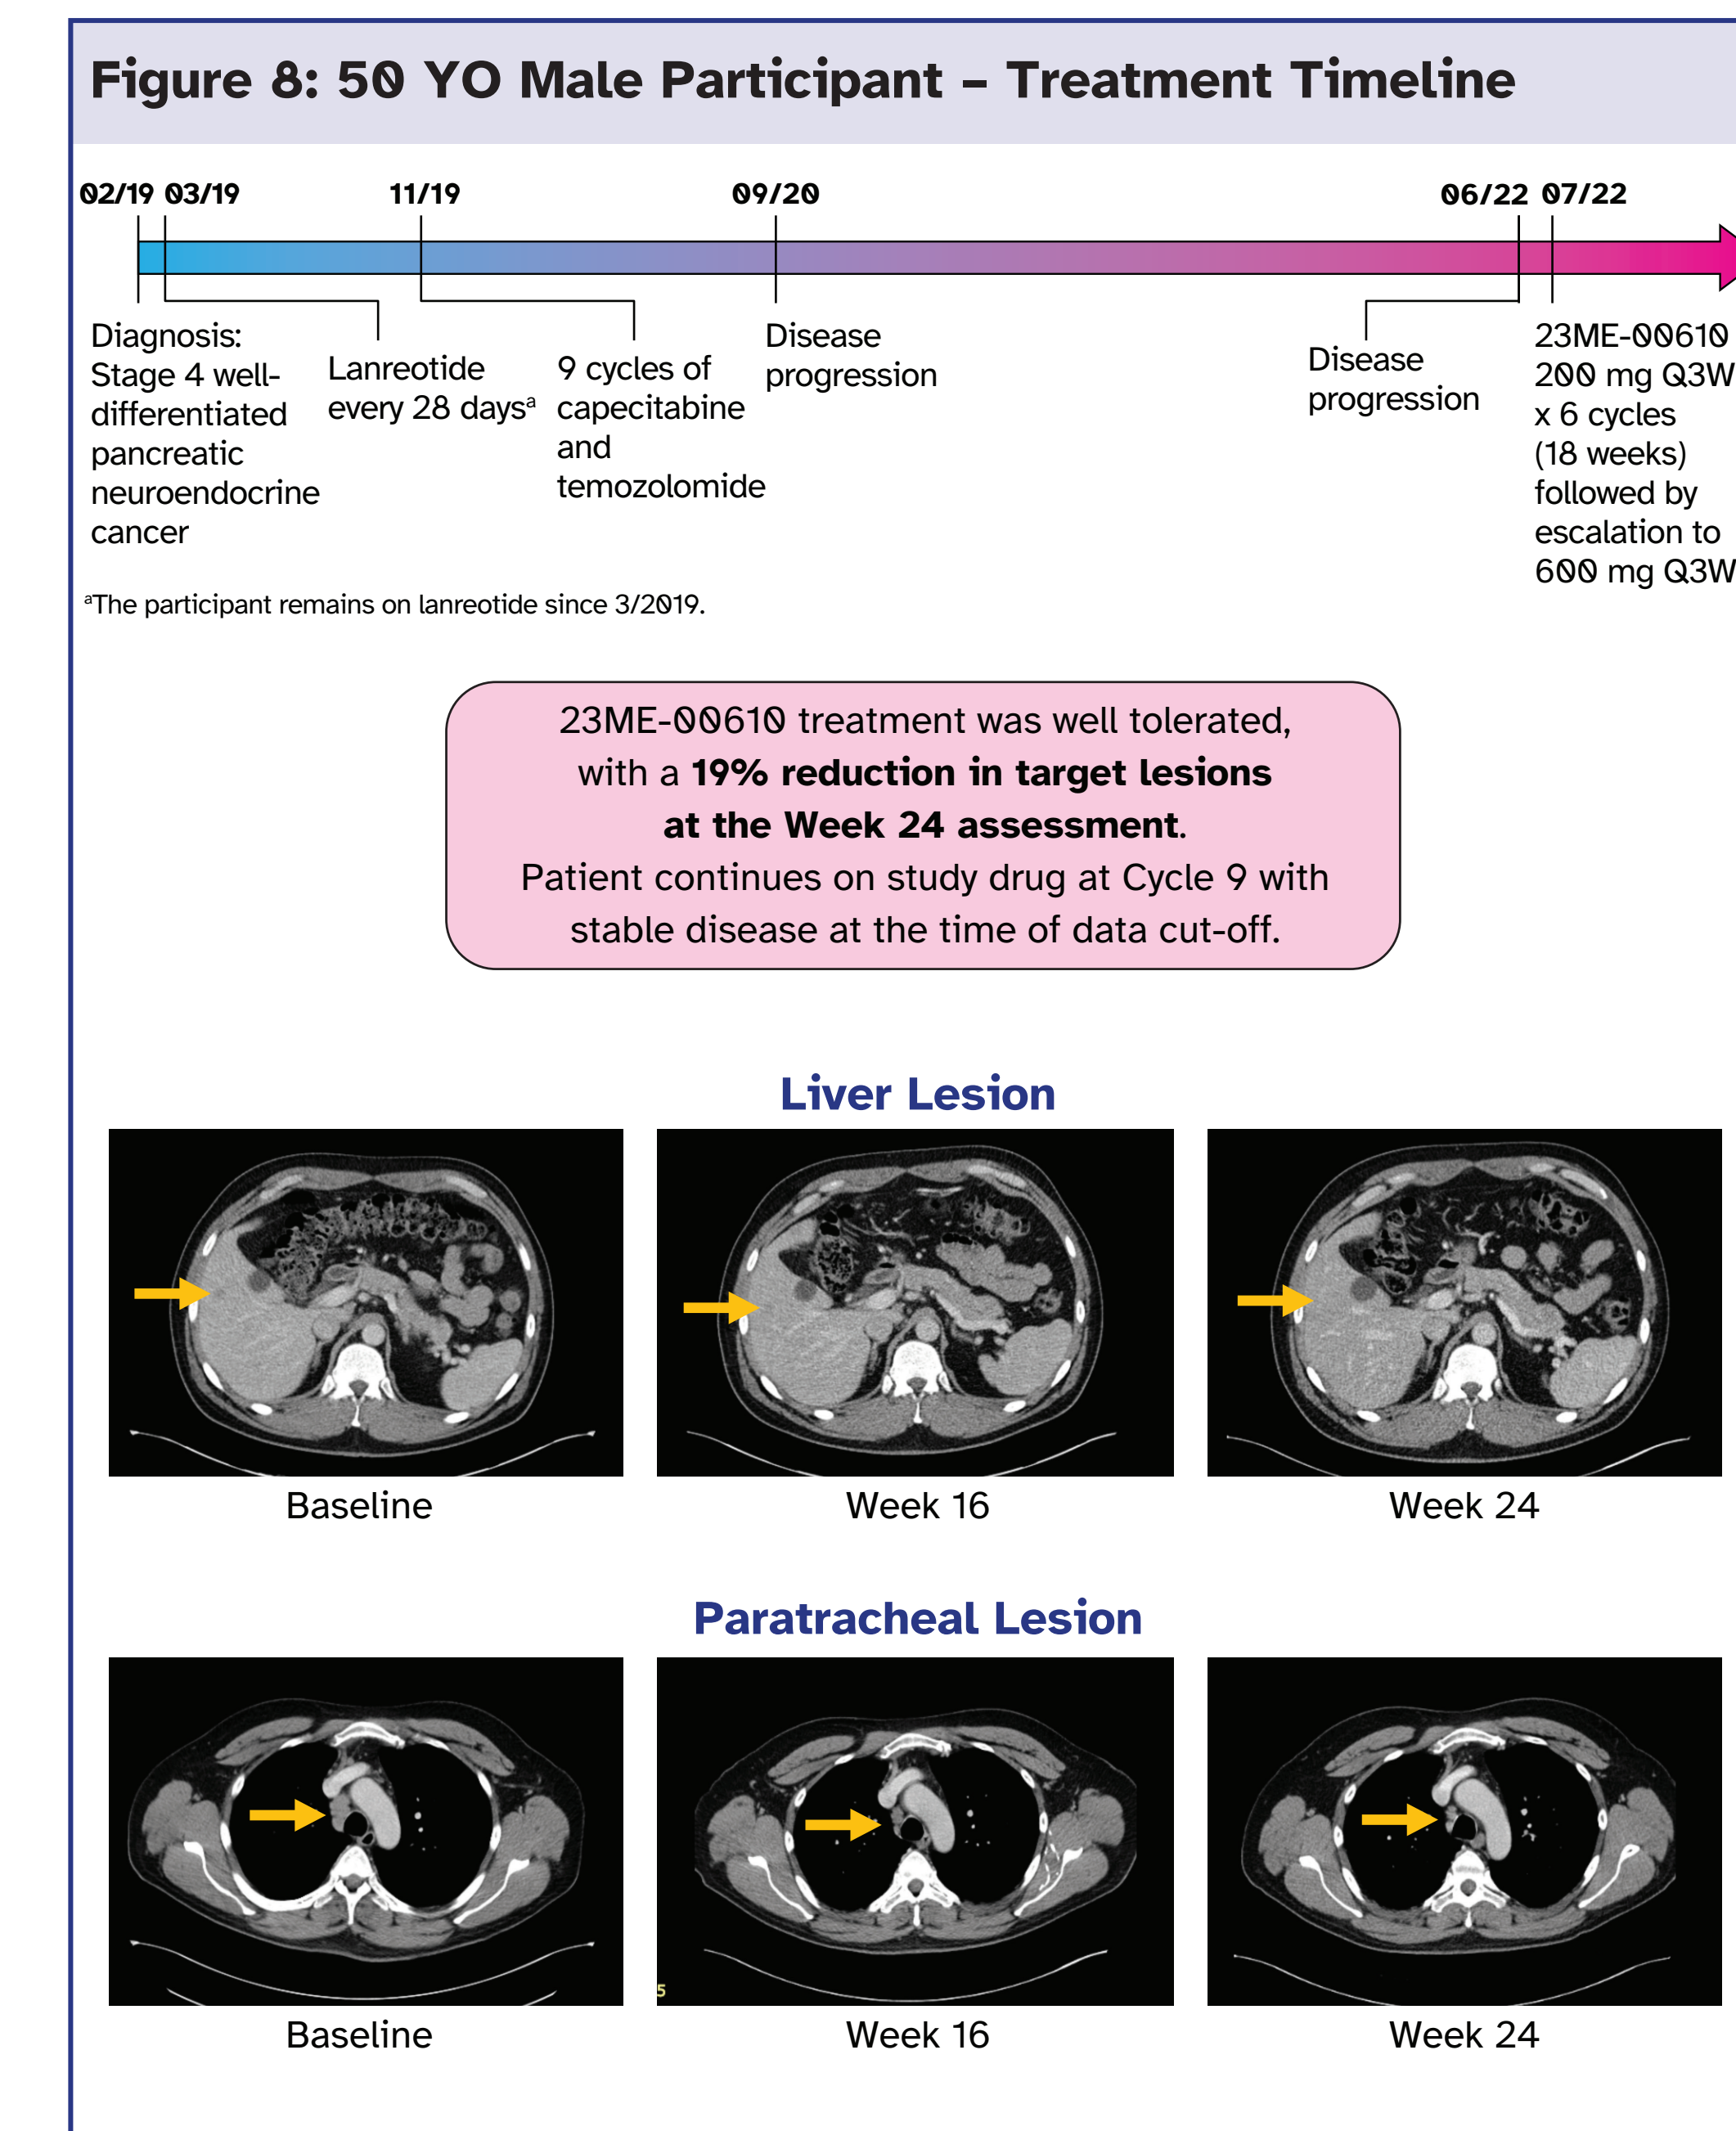 Figure 8: 50 YO Male Participant – Treatment Timeline
02/19 03/19 11/19 09/20 06/22 07/22
Diagnosis:
Stage 4 well-
differentiated
pancreatic
neuroendocrine
cancer
Lanreotide
every 28 daysᵃ
9 cycles of
capecitabine
and
temozolomide
Disease
progression
Disease
progression
23ME-00610
200 mg Q3W
x 6 cycles
(18 weeks)
followed by
escalation to
600 mg Q3W
ᵃThe participant remains on lanreotide since 3/2019.
23ME-00610 treatment was well tolerated,
with a 19% reduction in target lesions
at the Week 24 assessment.
Patient continues on study drug at Cycle 9 with
stable disease at the time of data cut-off.
Liver Lesion
Baseline
Week 16
Week 24
Paratracheal Lesion
5
Baseline
Week 16
Week 24